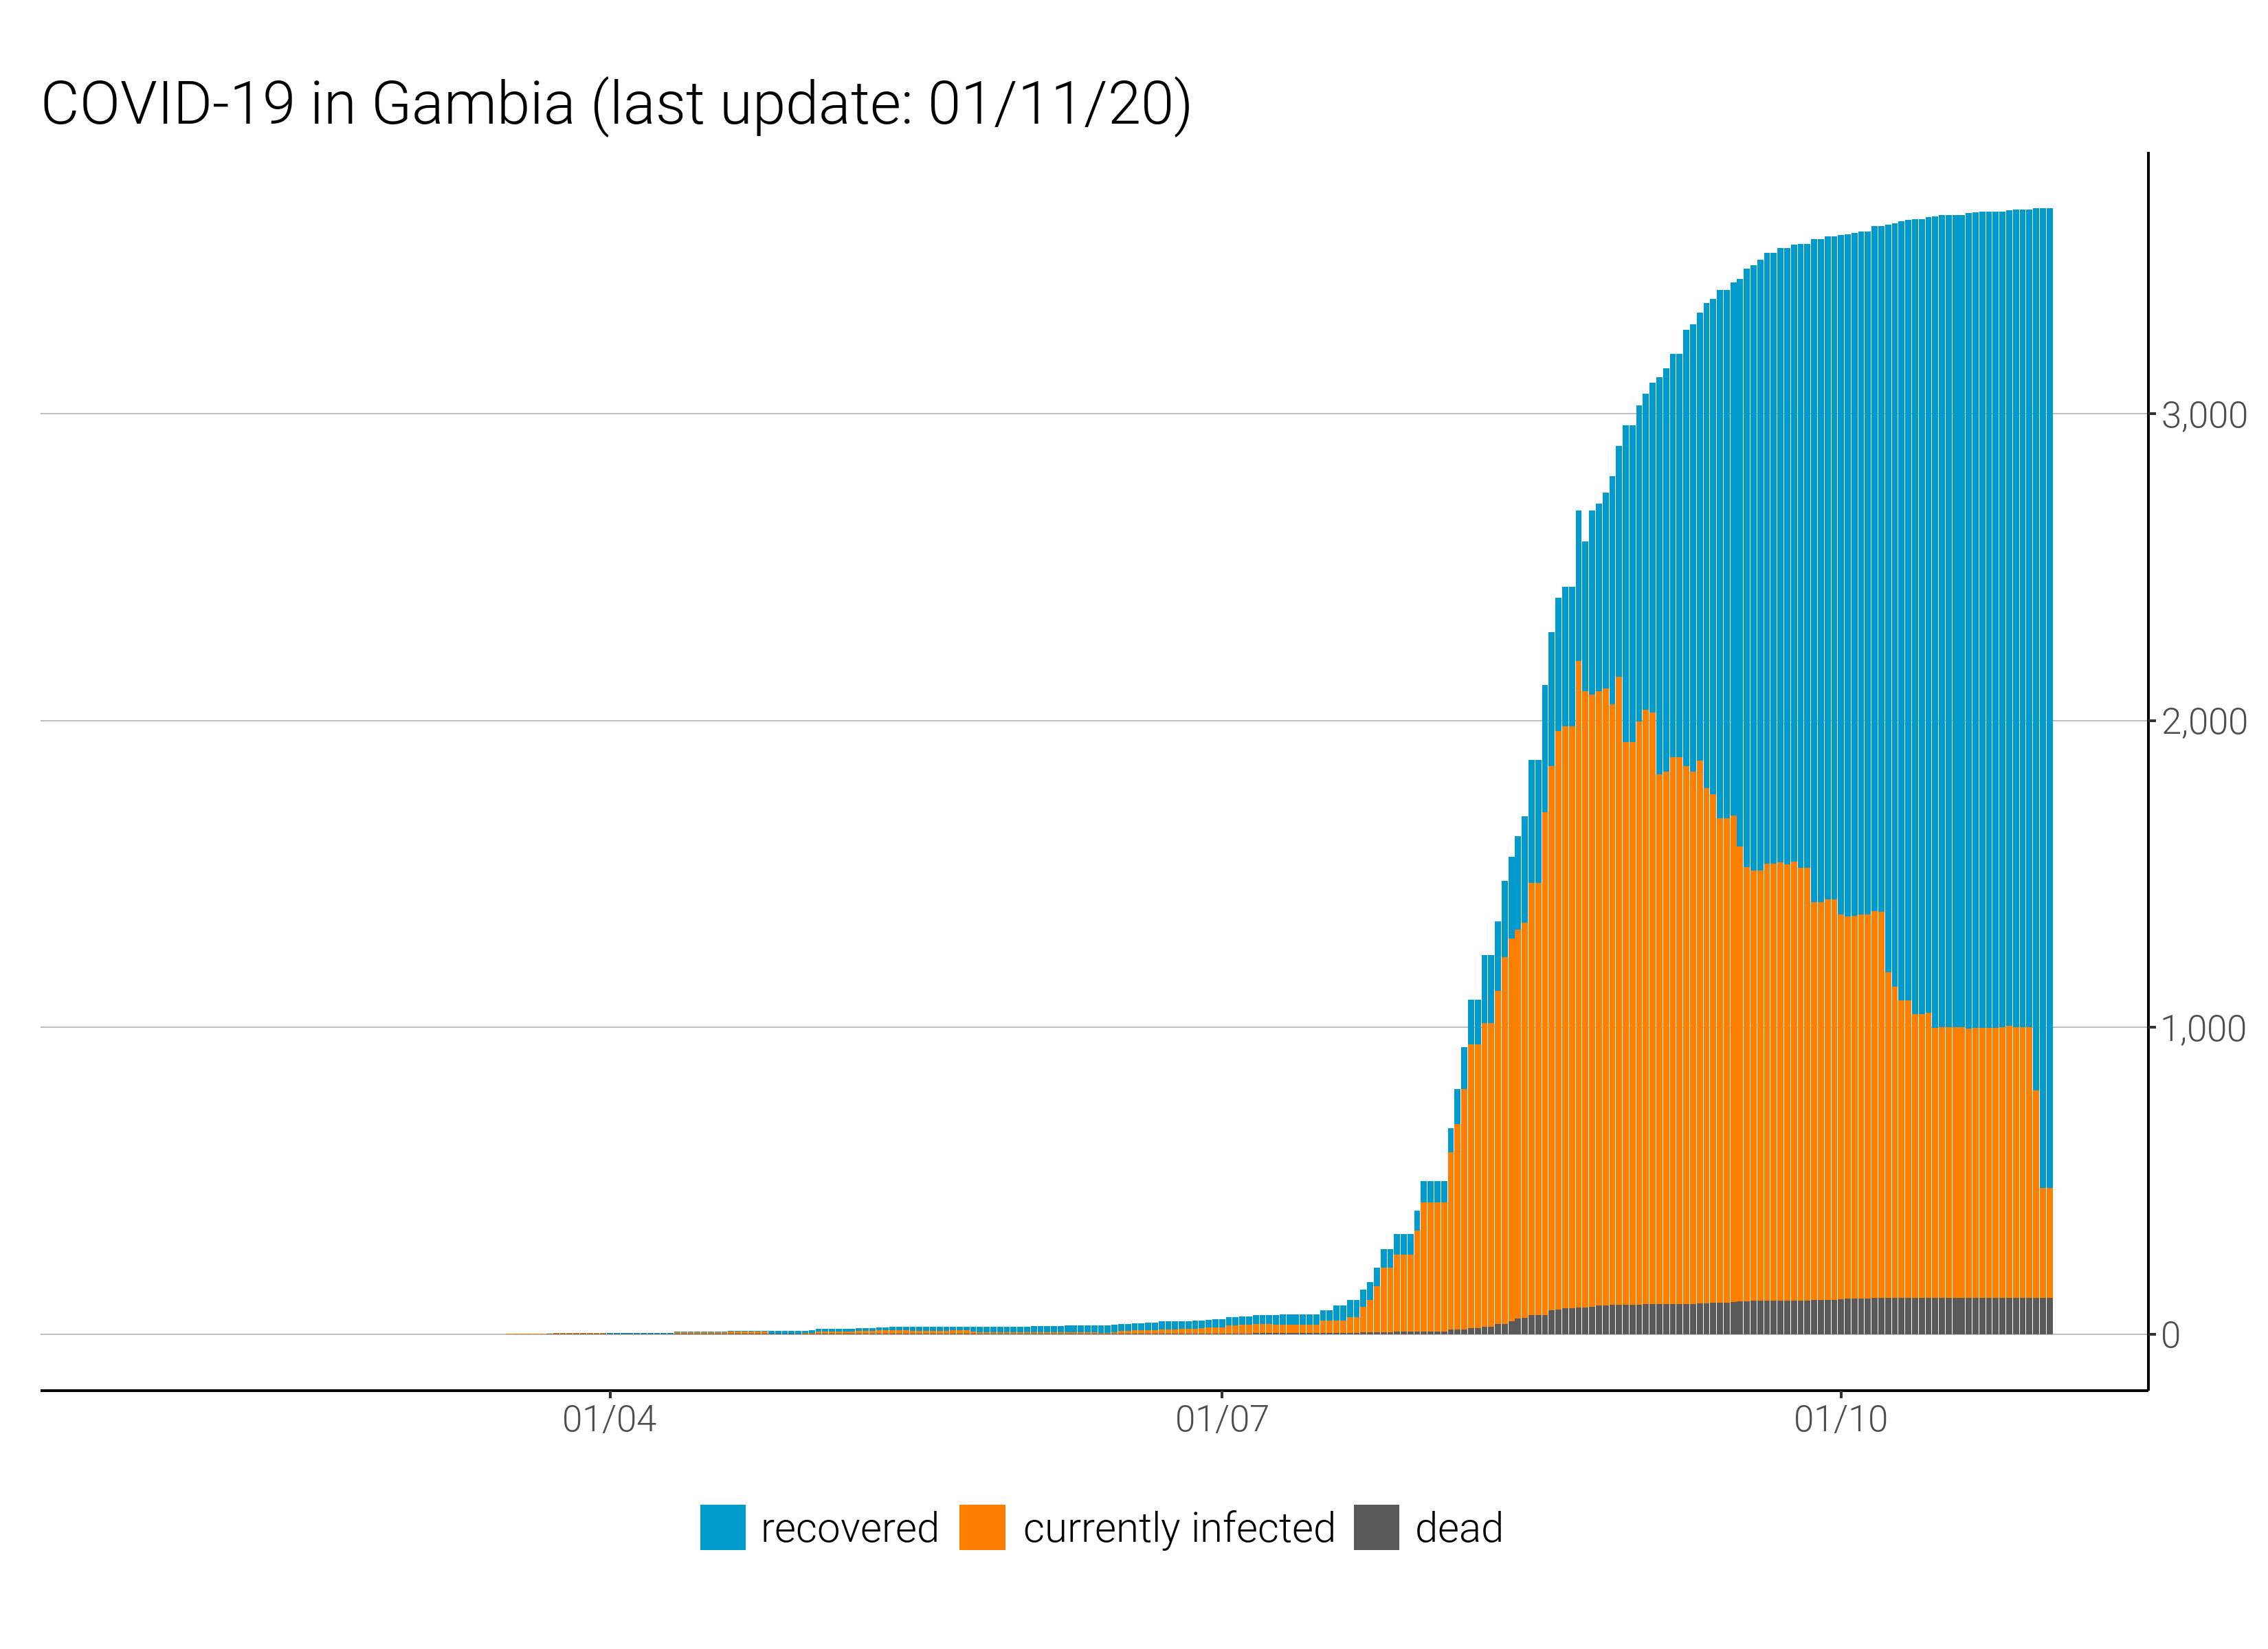 COVID-19 in Gambia (last update: 01/11/20)
3,000
2,000
1,000
0
01/04 01/07 01/10
recovered currently infected dead